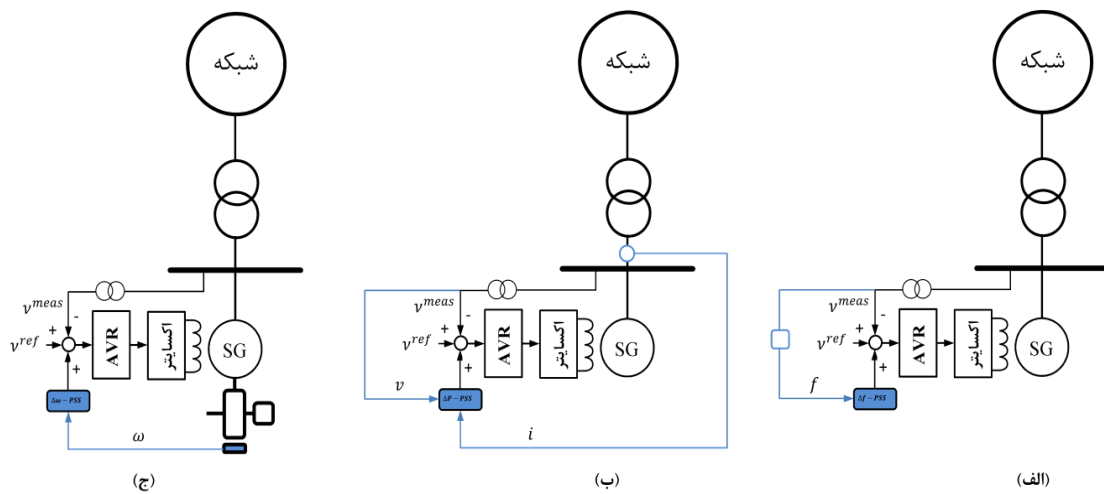 شبکه
شبکه
شبکه
v^meas
-
+
v^ref
+
AVR
اکسایتر
SG
f
Δf − PSS
v^meas
-
+
v^ref
+
AVR
اکسایتر
SG
v
ΔP − PSS
i
v^meas
-
+
v^ref
+
AVR
اکسایتر
SG
Δω − PSS
ω
(الف)
(ب)
(ج)